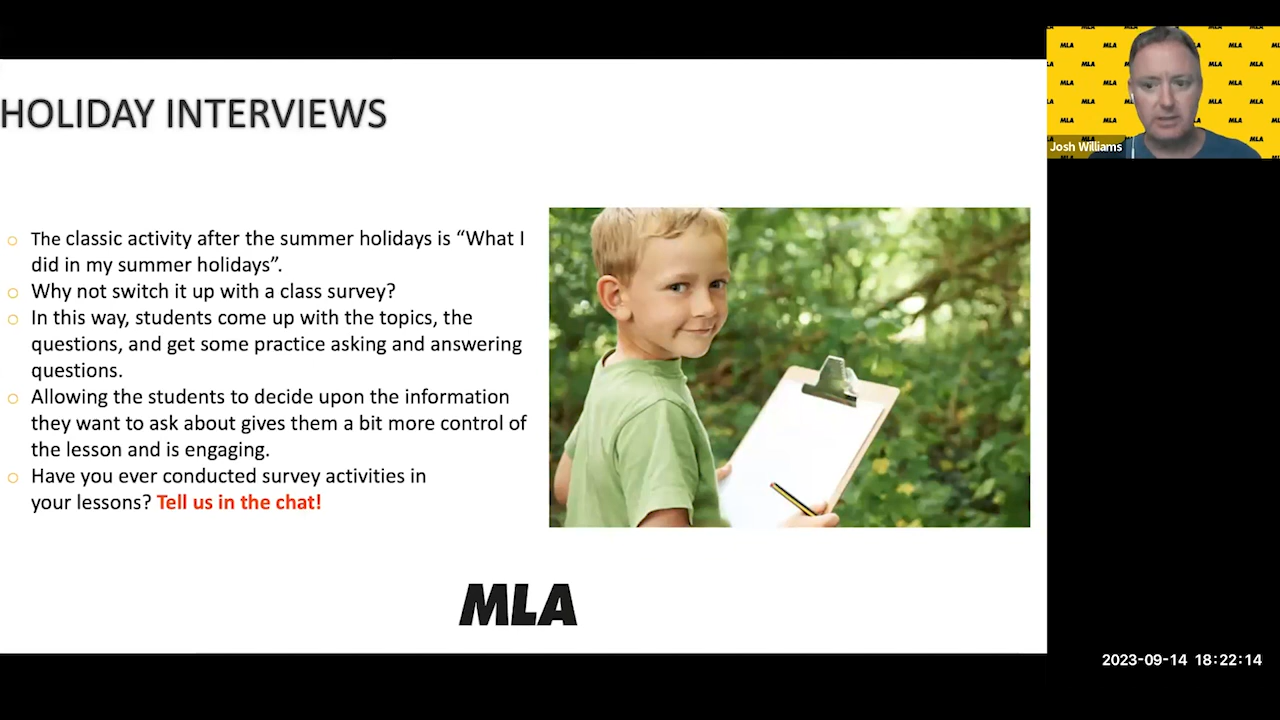 HOLIDAY INTERVIEWS
The classic activity after the summer holidays is “What I
did in my summer holidays”.
Why not switch it up with a class survey?
In this way, students come up with the topics, the
questions, and get some practice asking and answering
questions.
Allowing the students to decide upon the information
they want to ask about gives them a bit more control of
the lesson and is engaging.
Have you ever conducted survey activities in
your lessons? Tell us in the chat!
MLA
Josh Williams
2023-09-14 18:22:14